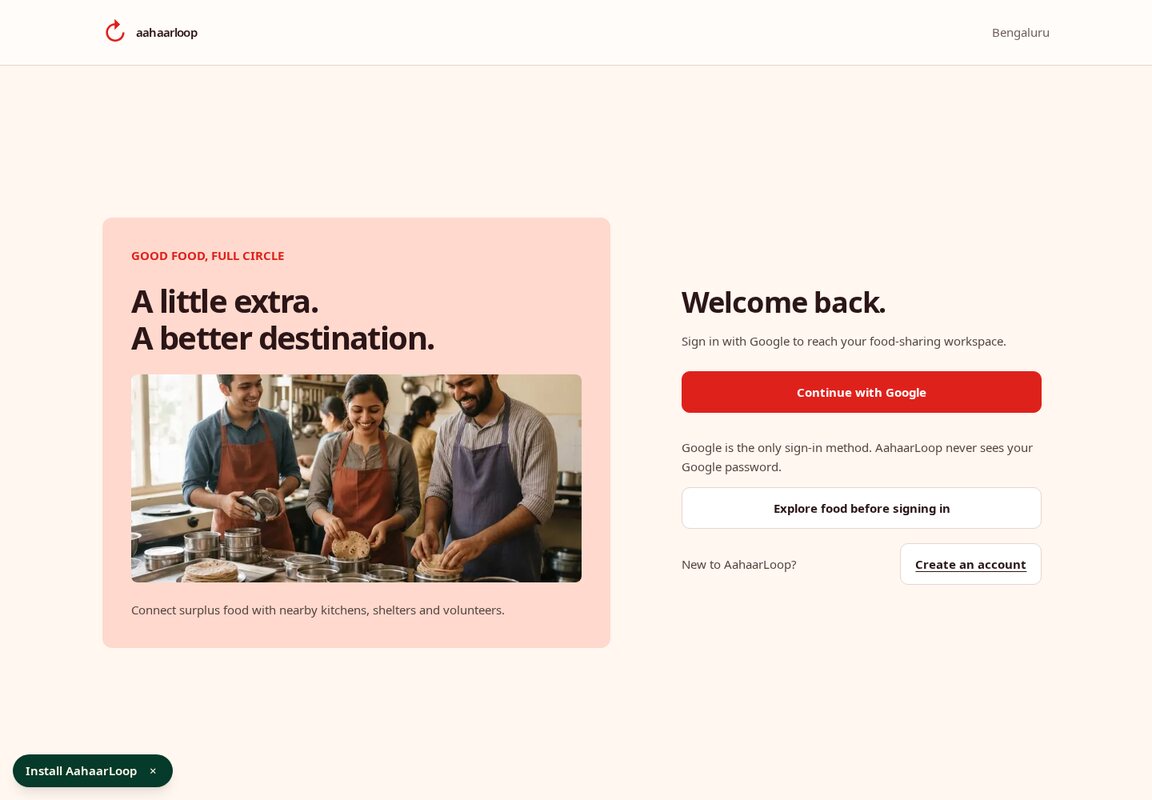 aahaarloop
Bengaluru
GOOD FOOD, FULL CIRCLE
A little extra.
A better destination.
Connect surplus food with nearby kitchens, shelters and volunteers.
Welcome back.
Sign in with Google to reach your food-sharing workspace.
Continue with Google
Google is the only sign-in method. AahaarLoop never sees your
Google password.
Explore food before signing in
New to AahaarLoop?
Create an account
Install AahaarLoop ×